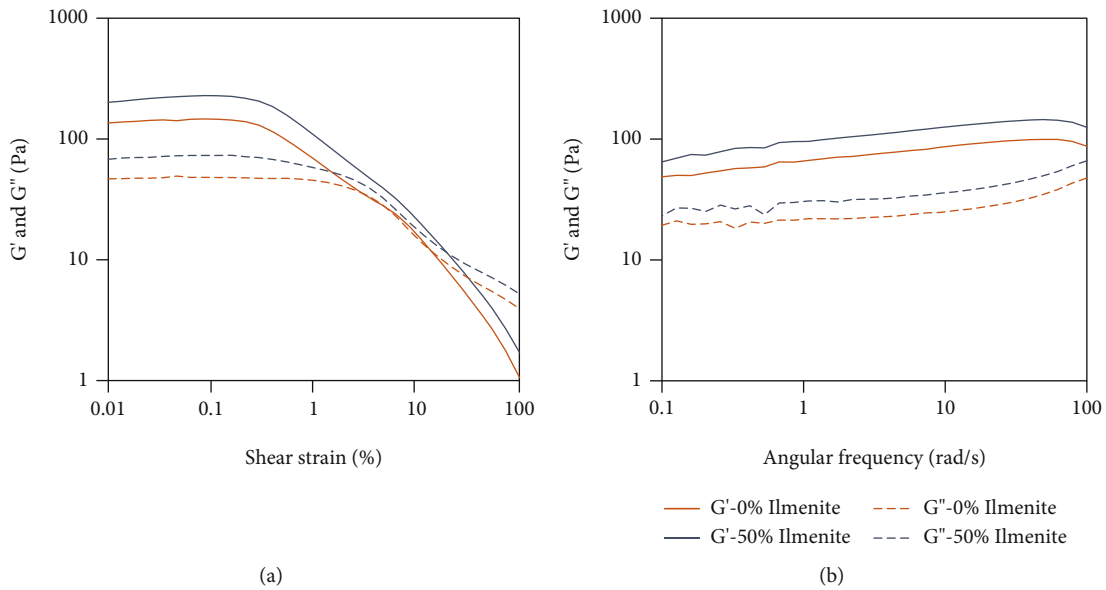 1000
100
10
1
G' and G" (Pa)
0.01 0.1 1 10 100
Shear strain (%)
(a)
1000
100
10
1
G' and G" (Pa)
0.1 1 10 100
Angular frequency (rad/s)
G'-0% Ilmenite G"-0% Ilmenite
G'-50% Ilmenite G"-50% Ilmenite
(b)